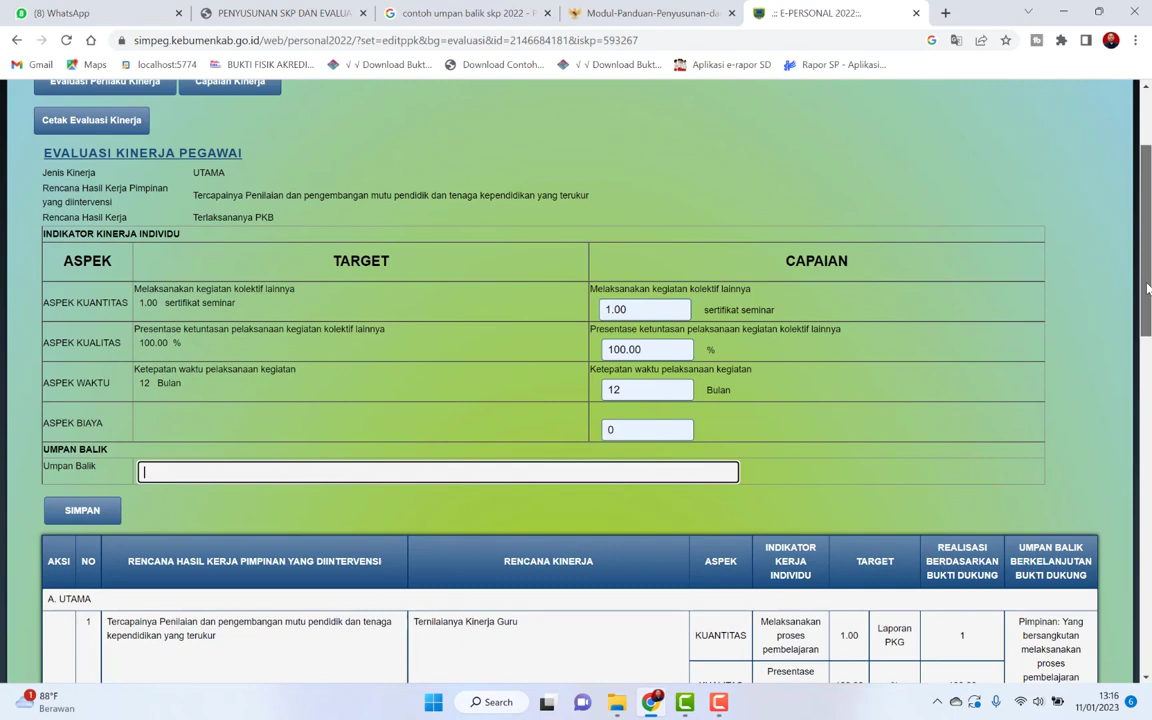 WhatsApp
PENYUSUNAN SKP DAN EVALUA
contoh umpan balik skp 2022 - P
Modul-Panduan-Penyusunan-da
.:: E-PERSONAL 2022::.
simpeg.kebumenkab.go.id/web/personal2022/?set=editppk&bg=evaluasi&id=2146684181&iskp=593267
Gmail
Maps
localhost:5774
BUKTI FISIK AKREDI...
√ √ Download Bukt...
Download Contoh...
√ √ Download Bukt...
Aplikasi e-rapor SD
Rapor SP - Aplikasi...
Evaluasi Perilaku Kinerja
Capaian Kinerja
Cetak Evaluasi Kinerja
EVALUASI KINERJA PEGAWAI
Jenis Kinerja UTAMA
Rencana Hasil Kerja Pimpinan
yang diintervensi Tercapainya Penilaian dan pengembangan mutu pendidik dan tenaga kependidikan yang terukur
Rencana Hasil Kerja Terlaksananya PKB
INDIKATOR KINERJA INDIVIDU
ASPEK TARGET CAPAIAN
Melaksanakan kegiatan kolektif lainnya Melaksanakan kegiatan kolektif lainnya
ASPEK KUANTITAS 1.00 sertifikat seminar 1.00 sertifikat seminar
Presentase ketuntasan pelaksanaan kegiatan kolektif lainnya Presentase ketuntasan pelaksanaan kegiatan kolektif lainnya
ASPEK KUALITAS 100.00 % 100.00 %
Ketepatan waktu pelaksanaan kegiatan Ketepatan waktu pelaksanaan kegiatan
ASPEK WAKTU 12 Bulan 12 Bulan
ASPEK BIAYA 0
UMPAN BALIK
Umpan Balik
SIMPAN
AKSI
NO
RENCANA HASIL KERJA PIMPINAN YANG DIINTERVENSI
RENCANA KINERJA
ASPEK
INDIKATOR
KERJA
INDIVIDU
TARGET
REALISASI
BERDASARKAN
BUKTI DUKUNG
UMPAN BALIK
BERKELANJUTAN
BUKTI DUKUNG
A. UTAMA
1
Tercapainya Penilaian dan pengembangan mutu pendidik dan tenaga
kependidikan yang terukur
Ternilaianya Kinerja Guru
KUANTITAS
Melaksanakan
proses
pembelajaran
1.00
Laporan
PKG
1
Pimpinan: Yang
bersangkutan
melaksanakan
proses
pembelajaran
Presentase
88°F
Berawan
Search
13:16
11/01/2023
6